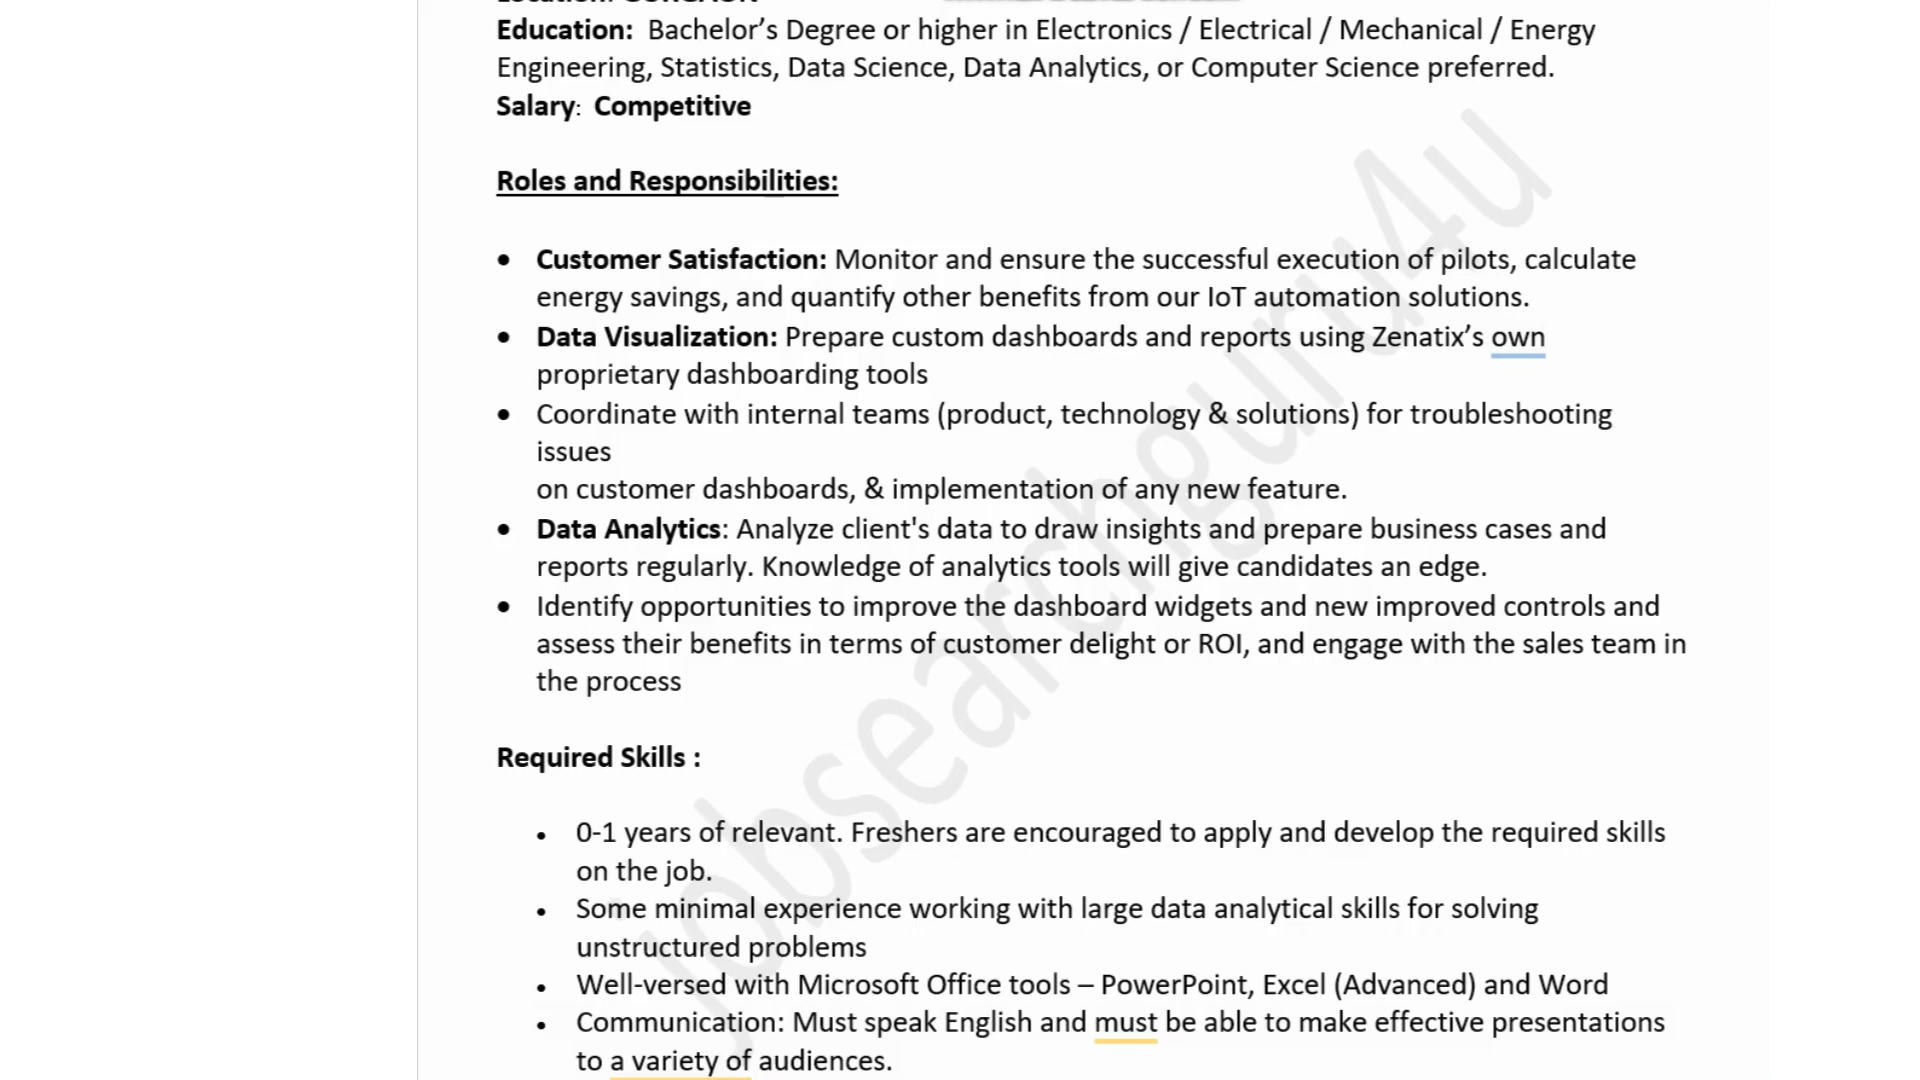 Education: Bachelor’s Degree or higher in Electronics / Electrical / Mechanical / Energy
Engineering, Statistics, Data Science, Data Analytics, or Computer Science preferred.
Salary: Competitive
Roles and Responsibilities:
• Customer Satisfaction: Monitor and ensure the successful execution of pilots, calculate
energy savings, and quantify other benefits from our IoT automation solutions.
• Data Visualization: Prepare custom dashboards and reports using Zenatix’s own
proprietary dashboarding tools
• Coordinate with internal teams (product, technology & solutions) for troubleshooting
issues
on customer dashboards, & implementation of any new feature.
• Data Analytics: Analyze client's data to draw insights and prepare business cases and
reports regularly. Knowledge of analytics tools will give candidates an edge.
• Identify opportunities to improve the dashboard widgets and new improved controls and
assess their benefits in terms of customer delight or ROI, and engage with the sales team in
the process
Required Skills :
• 0-1 years of relevant. Freshers are encouraged to apply and develop the required skills
on the job.
• Some minimal experience working with large data analytical skills for solving
unstructured problems
• Well-versed with Microsoft Office tools – PowerPoint, Excel (Advanced) and Word
• Communication: Must speak English and must be able to make effective presentations
to a variety of audiences.
jobsearchguru4u